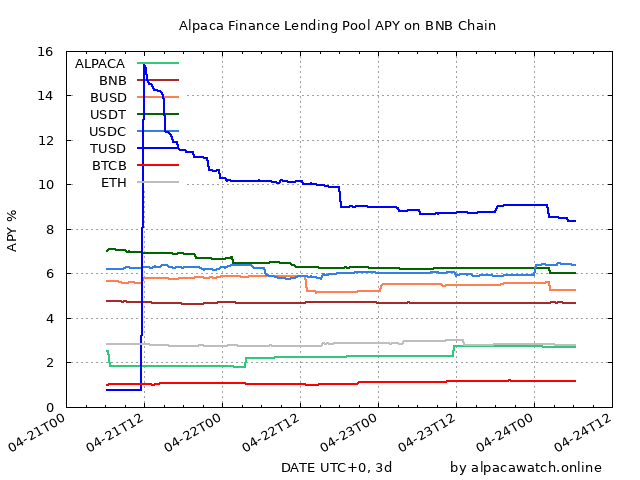 Alpaca Finance Lending Pool APY on BNB Chain
16
14
12
10
8
6
4
2
0
APY %
ALPACA
BNB
BUSD
USDT
USDC
TUSD
BTCB
ETH
04-21T00
04-21T12
04-22T00
04-22T12
04-23T00
04-23T12
04-24T00
04-24T12
DATE UTC+0, 3d
by alpacawatch.online